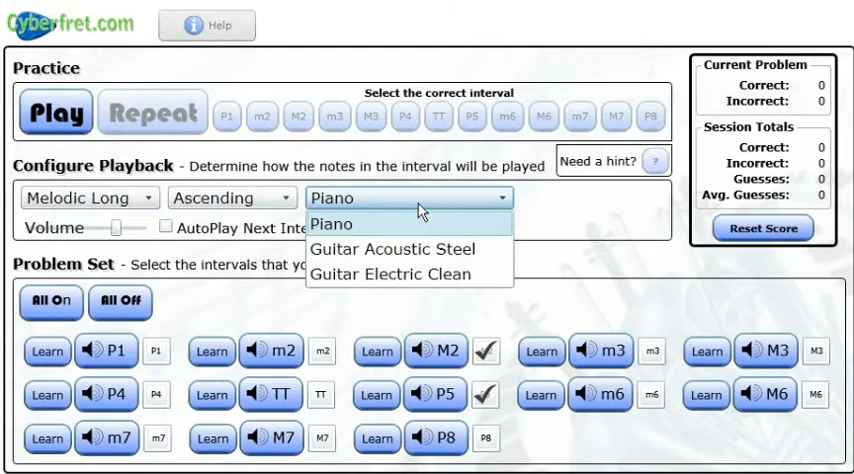 Cyberfret.com
Help
Practice
Select the correct interval
Play Repeat P1 m2 M2 m3 M3 P4 TT P5 m6 M6 m7 M7 P8
Configure Playback - Determine how the notes in the interval will be played
Need a hint? ?
Melodic Long Ascending Piano
Volume AutoPlay Next Inte
Piano
Guitar Acoustic Steel
Guitar Electric Clean
Current Problem
Correct: 0
Incorrect: 0
Session Totals
Correct: 0
Incorrect: 0
Guesses: 0
Avg. Guesses: 0
Reset Score
Problem Set - Select the intervals that yo
All On All Off
Learn P1 P1 Learn m2 m2 Learn M2 Learn m3 m3 Learn M3 M3
Learn P4 P4 Learn TT TT Learn P5 Learn m6 m6 Learn M6 M6
Learn m7 m7 Learn M7 M7 Learn P8 P8